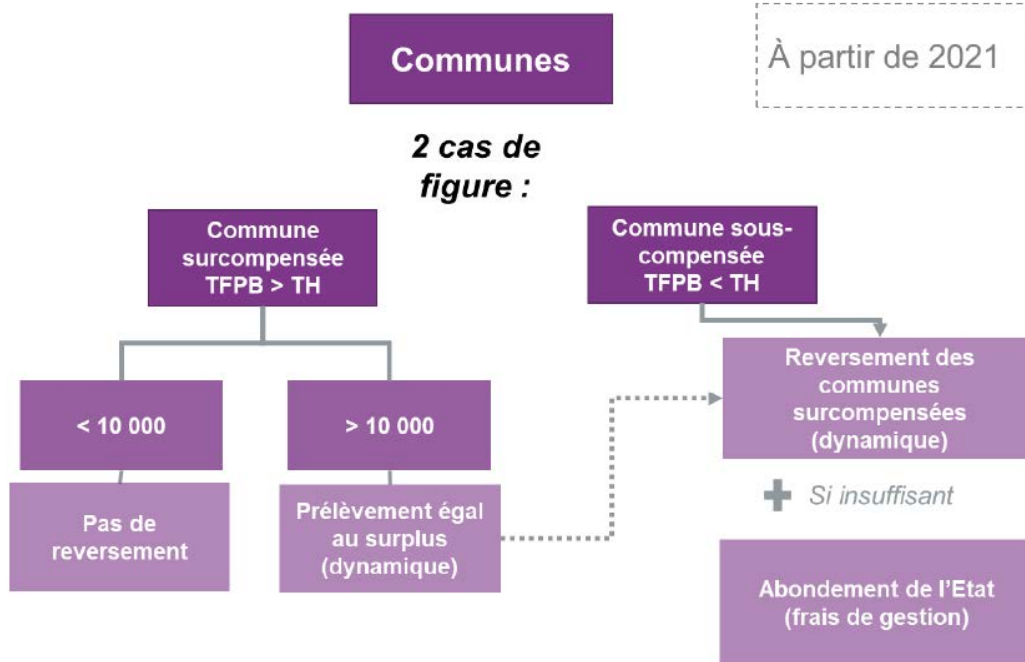 Communes
À partir de 2021
2 cas de
figure :
Commune
surcompensée
TFPB > TH
Commune sous-
compensée
TFPB < TH
< 10 000
> 10 000
Reversement des
communes
surcompensées
(dynamique)
Pas de
reversement
Prélèvement égal
au surplus
(dynamique)
+ Si insuffisant
Abondement de l'Etat
(frais de gestion)